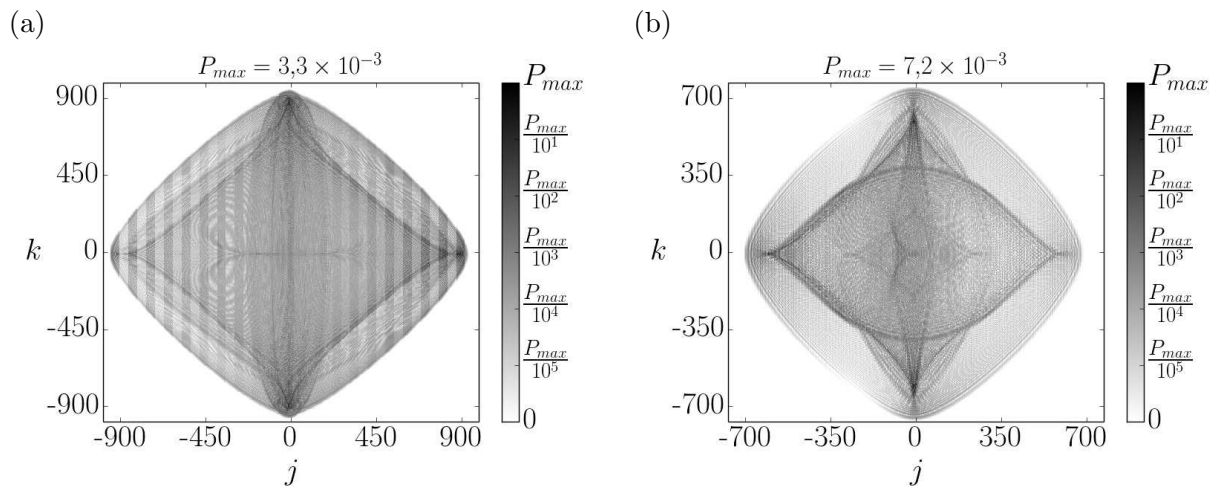 (a)
P_max = 3,3 × 10^-3
900
450
0
-450
-900
k
-900 -450 0 450 900
j
P_max
P_max/10^1
P_max/10^2
P_max/10^3
P_max/10^4
P_max/10^5
0
(b)
P_max = 7,2 × 10^-3
700
350
0
-350
-700
k
-700 -350 0 350 700
j
P_max
P_max/10^1
P_max/10^2
P_max/10^3
P_max/10^4
P_max/10^5
0